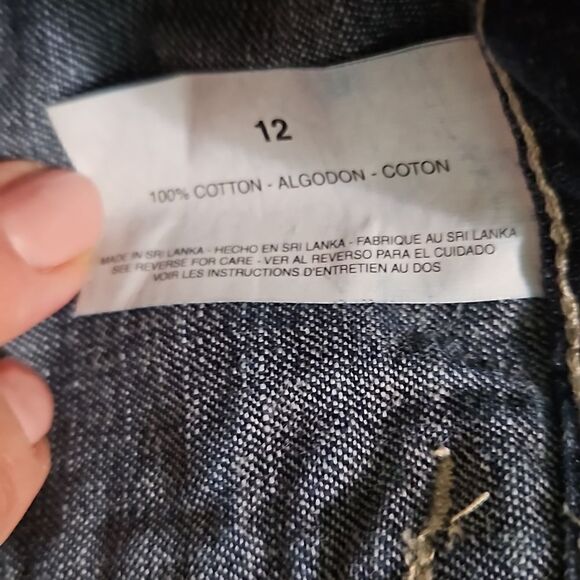 12
100% COTTON - ALGODON - COTON
MADE IN SRI LANKA - HECHO EN SRI LANKA - FABRIQUE AU SRI LANKA
SEE REVERSE FOR CARE - VER AL REVERSO PARA EL CUIDADO
VOIR LES INSTRUCTIONS D'ENTRETIEN AU DOS